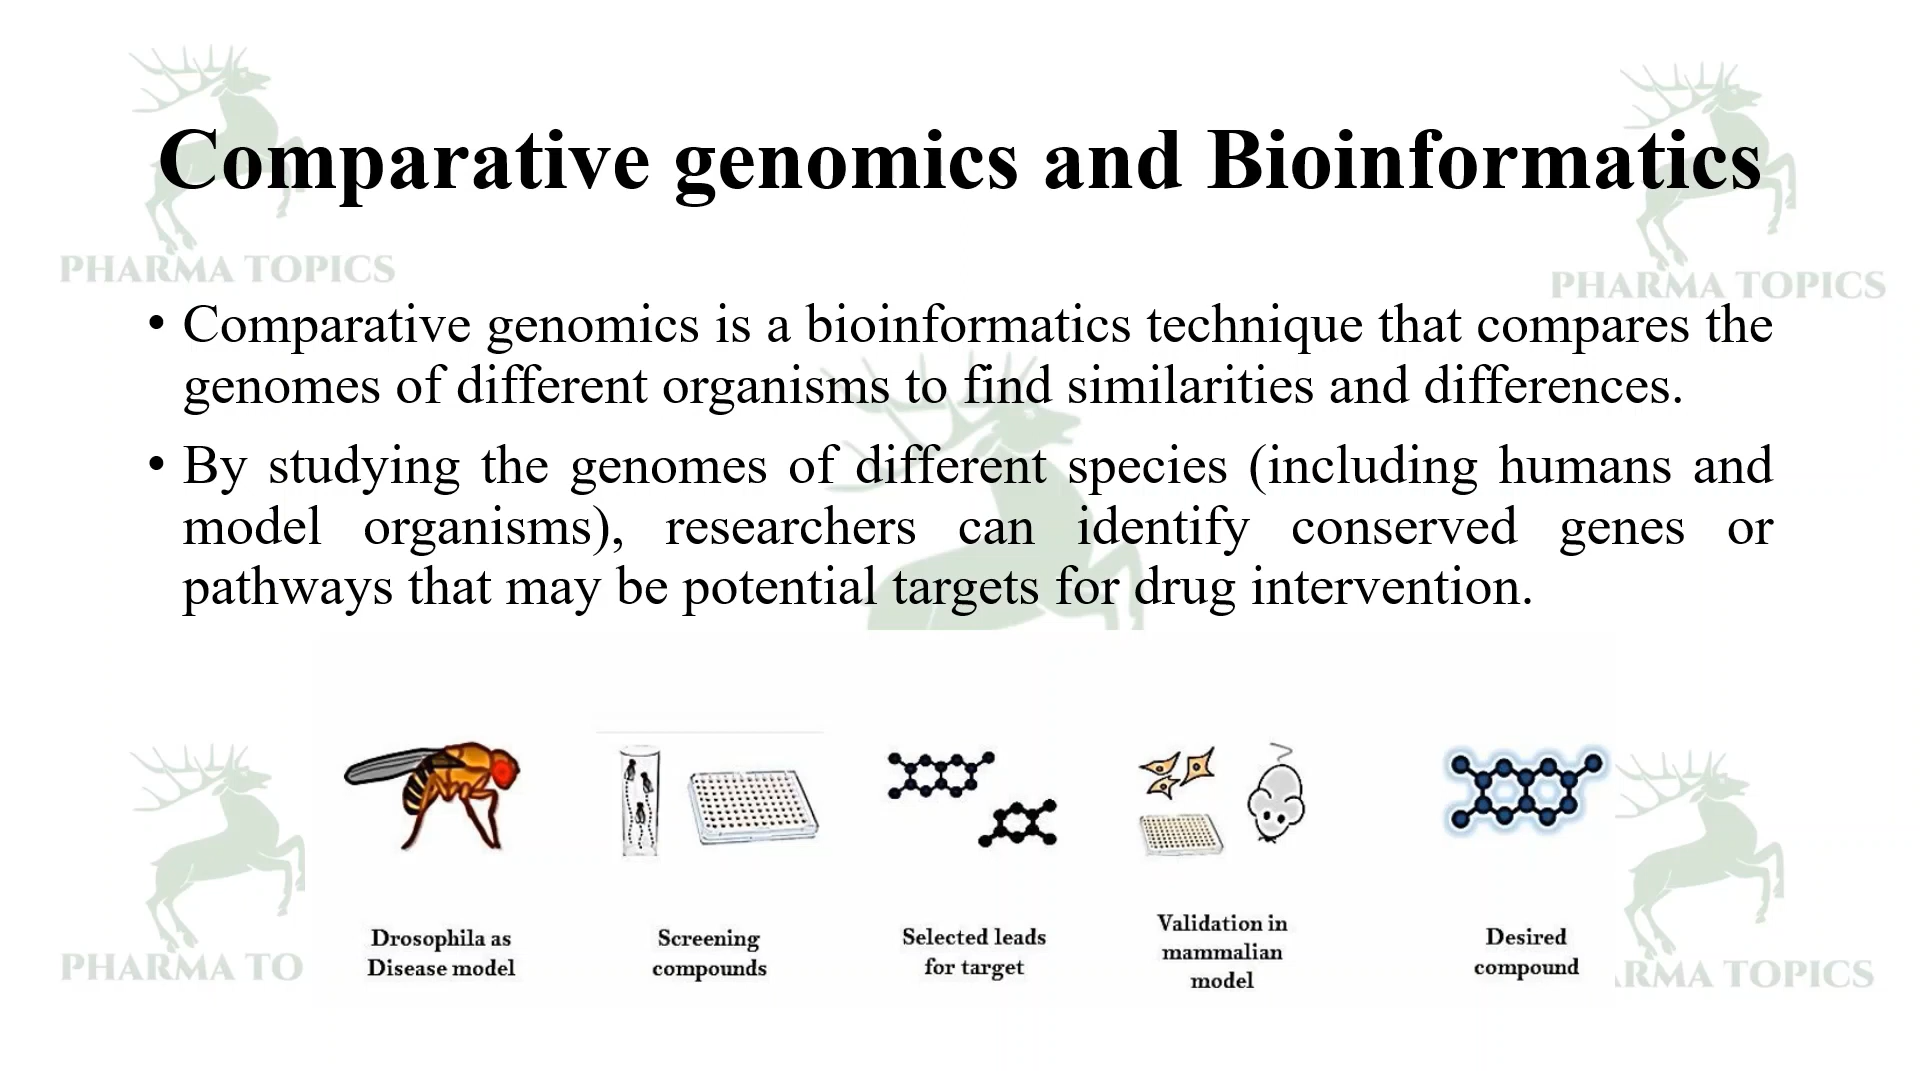 Comparative genomics and Bioinformatics
PHARMA TOPICS
PHARMA TOPICS
• Comparative genomics is a bioinformatics technique that compares the
genomes of different organisms to find similarities and differences.
• By studying the genomes of different species (including humans and
model organisms), researchers can identify conserved genes or
pathways that may be potential targets for drug intervention.
Drosophila as
Disease model
Screening
compounds
Selected leads
for target
Validation in
mammalian
model
Desired
compound
PHARMA TO
RMA TOPICS